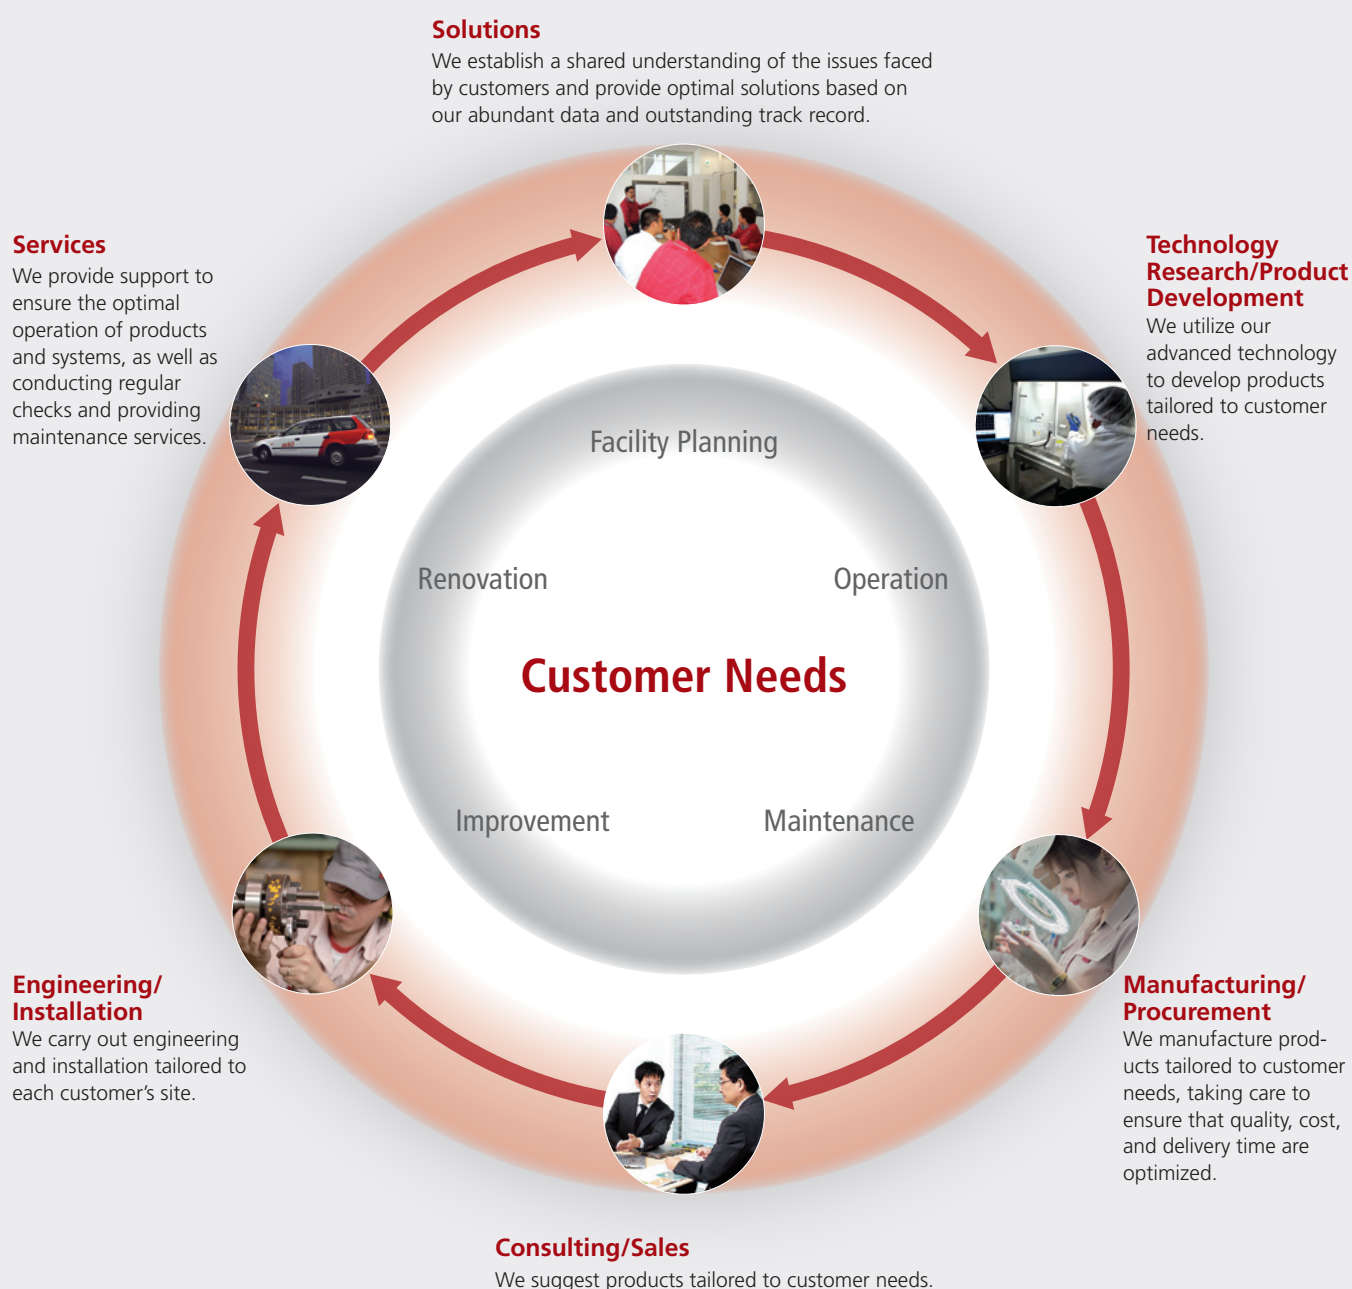 Solutions
We establish a shared understanding of the issues faced
by customers and provide optimal solutions based on
our abundant data and outstanding track record.
Services
We provide support to
ensure the optimal
operation of products
and systems, as well as
conducting regular
checks and providing
maintenance services.
Technology
Research/Product
Development
We utilize our
advanced technology
to develop products
tailored to customer
needs.
Facility Planning
Renovation
Operation
Customer Needs
Improvement
Maintenance
Engineering/
Installation
We carry out engineering
and installation tailored to
each customer’s site.
Manufacturing/
Procurement
We manufacture prod-
ucts tailored to customer
needs, taking care to
ensure that quality, cost,
and delivery time are
optimized.
Consulting/Sales
We suggest products tailored to customer needs.